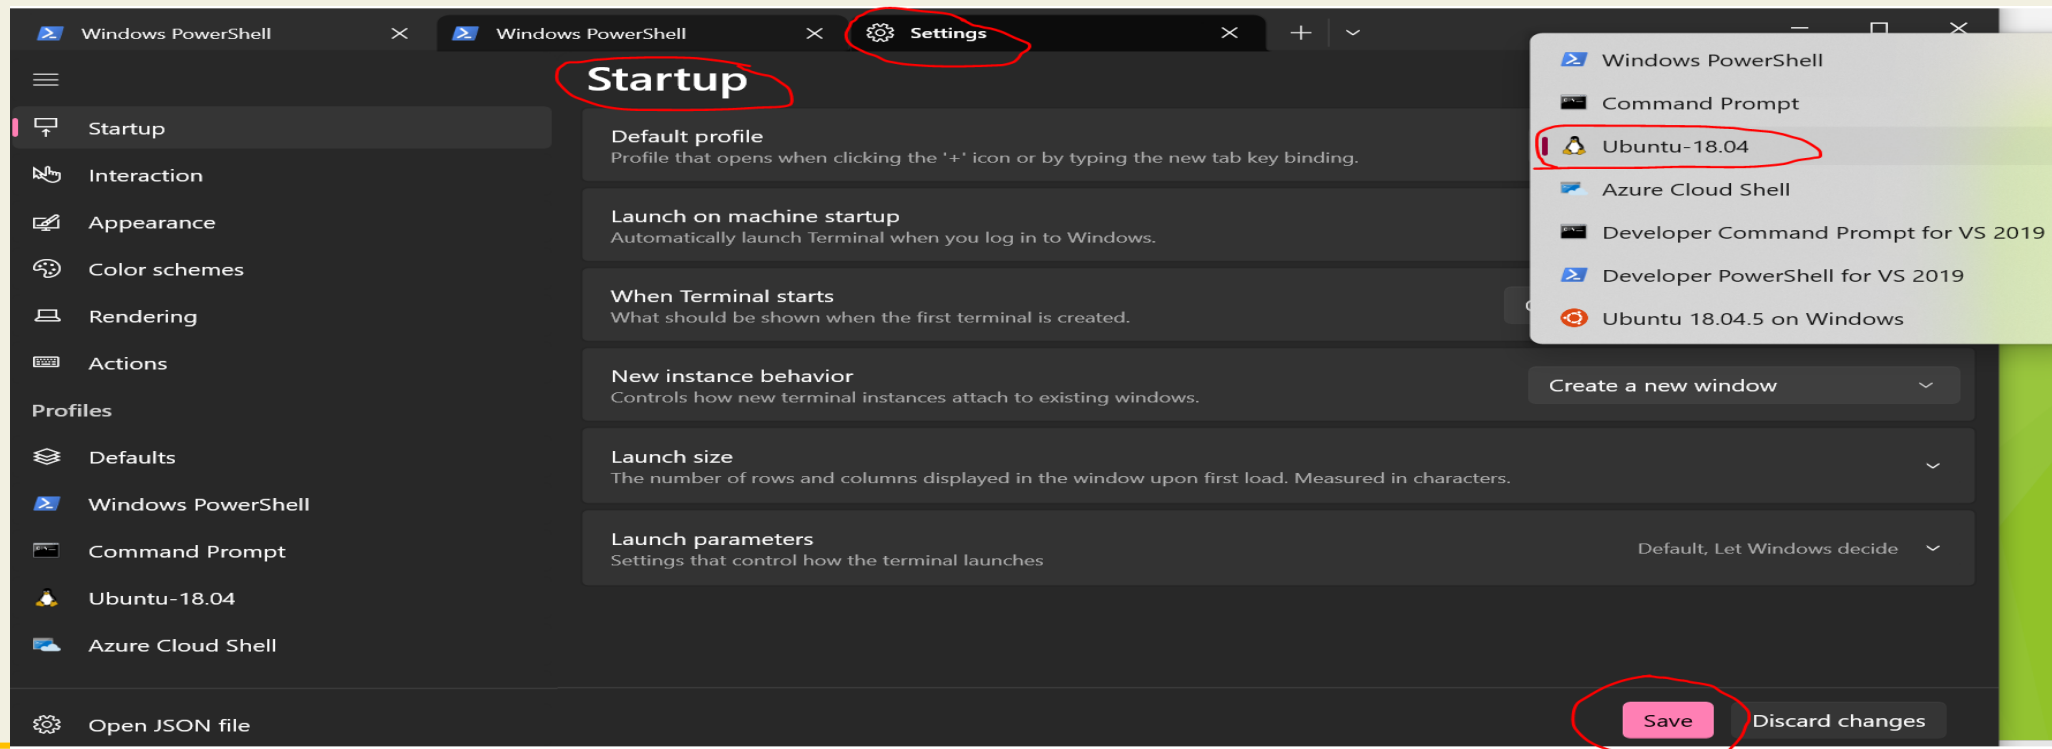 Windows PowerShell
Windows PowerShell
Settings
Startup
Startup
Interaction
Appearance
Color schemes
Rendering
Actions
Profiles
Defaults
Windows PowerShell
Command Prompt
Ubuntu-18.04
Azure Cloud Shell
Open JSON file
Default profile
Profile that opens when clicking the '+' icon or by typing the new tab key binding.
Launch on machine startup
Automatically launch Terminal when you log in to Windows.
When Terminal starts
What should be shown when the first terminal is created.
New instance behavior
Controls how new terminal instances attach to existing windows.
Create a new window
Launch size
The number of rows and columns displayed in the window upon first load. Measured in characters.
Launch parameters
Settings that control how the terminal launches
Default, Let Windows decide
Windows PowerShell
Command Prompt
Ubuntu-18.04
Azure Cloud Shell
Developer Command Prompt for VS 2019
Developer PowerShell for VS 2019
Ubuntu 18.04.5 on Windows
Save
Discard changes